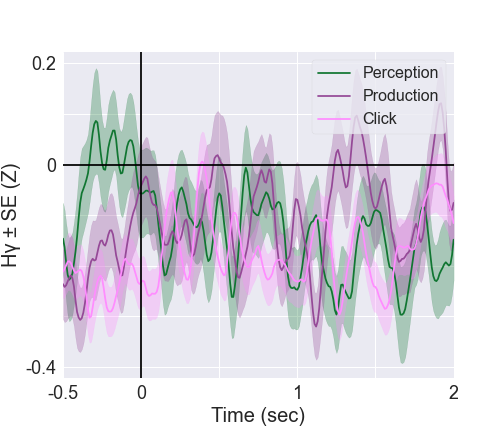 Hγ ± SE (Z)
0.2
0
-0.4
Perception
Production
Click
-0.5
0
1
2
Time (sec)